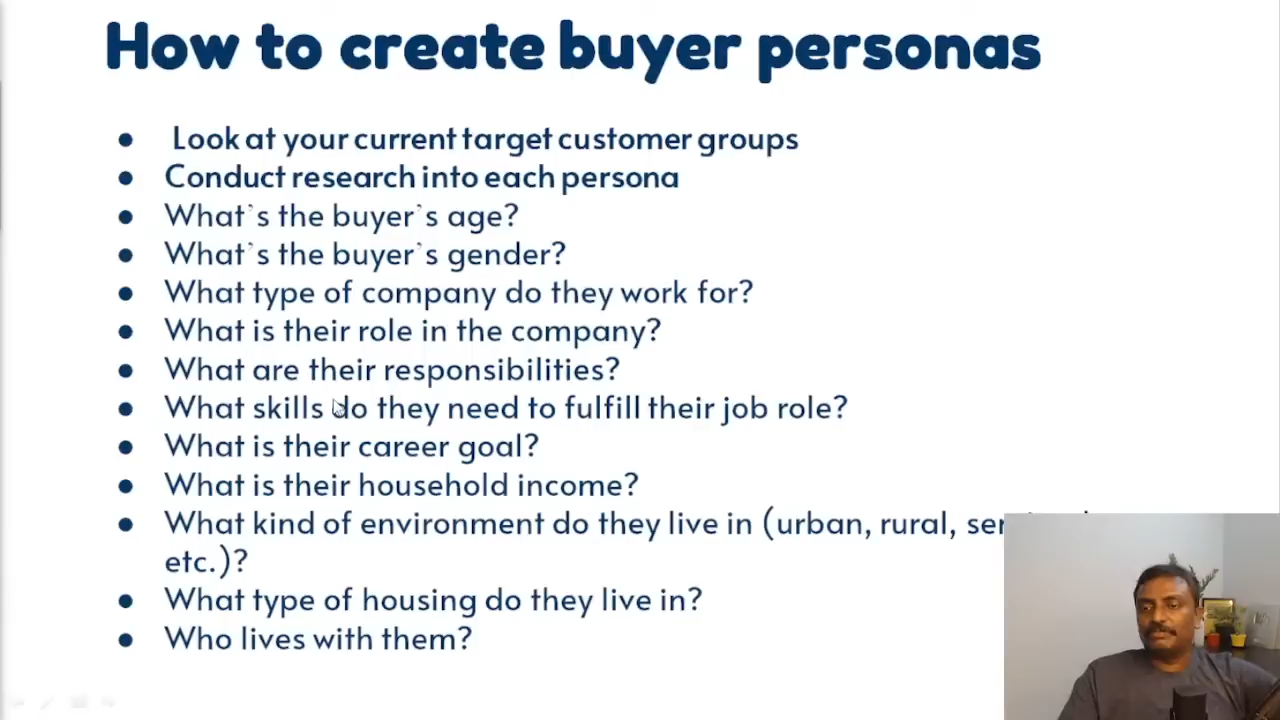 How to create buyer personas
● Look at your current target customer groups
● Conduct research into each persona
● What`s the buyer`s age?
● What`s the buyer`s gender?
● What type of company do they work for?
● What is their role in the company?
● What are their responsibilities?
● What skills do they need to fulfill their job role?
● What is their career goal?
● What is their household income?
● What kind of environment do they live in (urban, rural,
etc.)?
● What type of housing do they live in?
● Who lives with them?